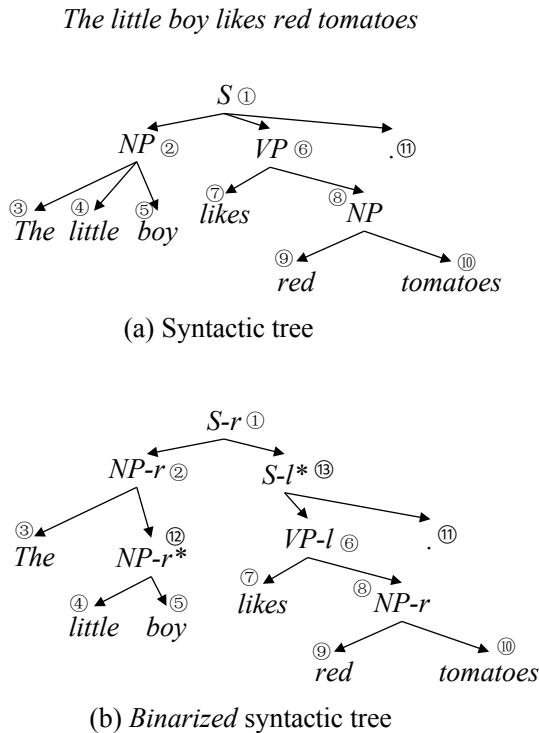 The little boy likes red tomatoes
S ①
NP ② VP ⑥ . ⑪
③ ④ ⑤ ⑦ ⑧
The little boy likes NP
⑨ ⑩
red tomatoes
(a) Syntactic tree
S-r ①
NP-r ② S-l* ⑬
③ ⑫ VP-l ⑥ . ⑪
The NP-r* ⑦ ⑧
④ ⑤ likes NP-r
little boy ⑨ ⑩
red tomatoes
(b) Binarized syntactic tree